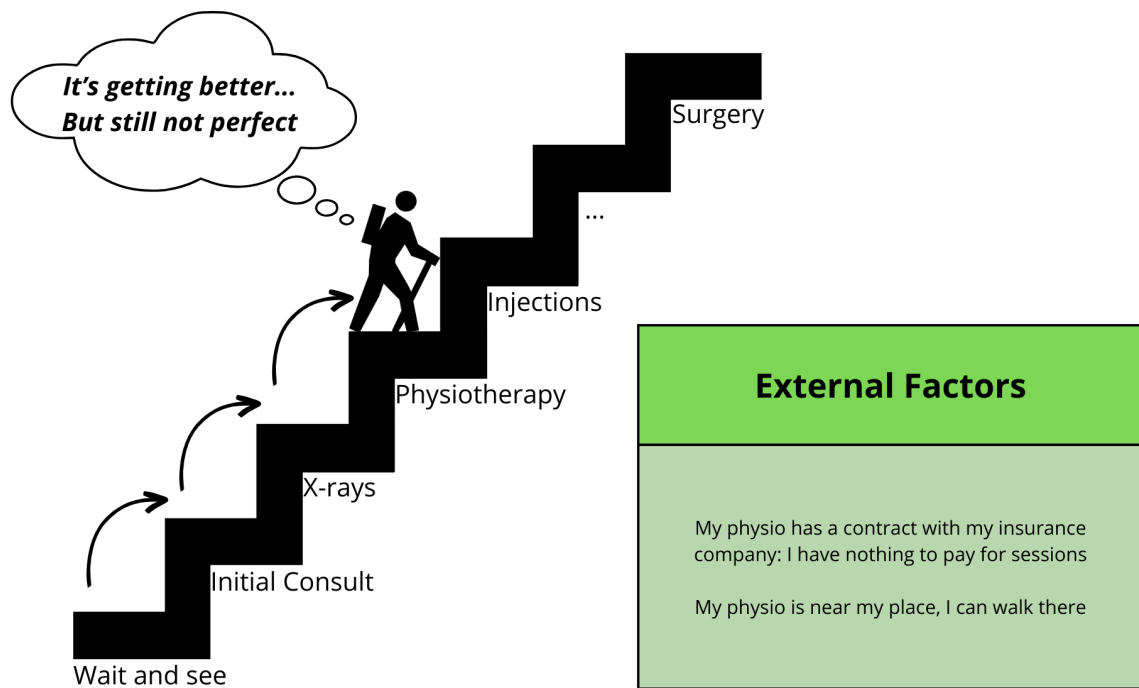 It’s getting better...
But still not perfect
Surgery
...
Injections
Physiotherapy
X-rays
Initial Consult
Wait and see
External Factors
My physio has a contract with my insurance
company: I have nothing to pay for sessions
My physio is near my place, I can walk there